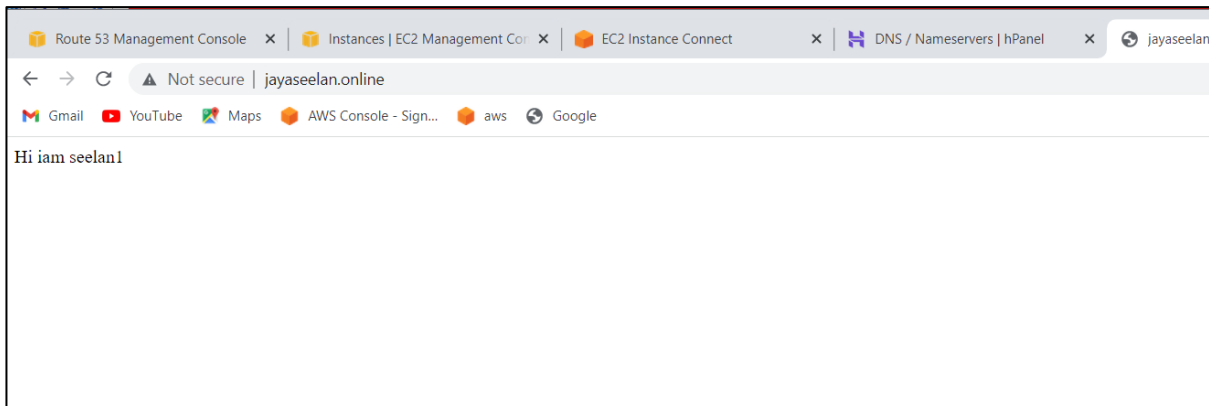 Route 53 Management Console
Instances | EC2 Management Con
EC2 Instance Connect
DNS / Nameservers | hPanel
jayaseelan
Not secure | jayaseelan.online
Gmail YouTube Maps AWS Console - Sign... aws Google
Hi iam seelan1